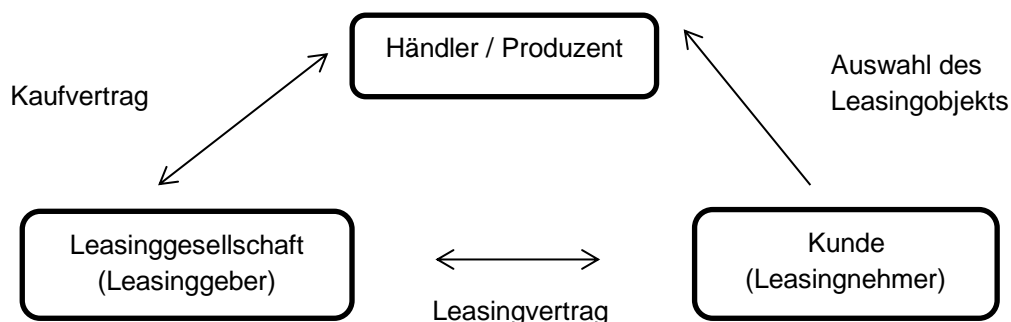 Händler / Produzent
Kaufvertrag
Auswahl des
Leasingobjekts
Leasinggesellschaft
(Leasinggeber)
Kunde
(Leasingnehmer)
Leasingvertrag